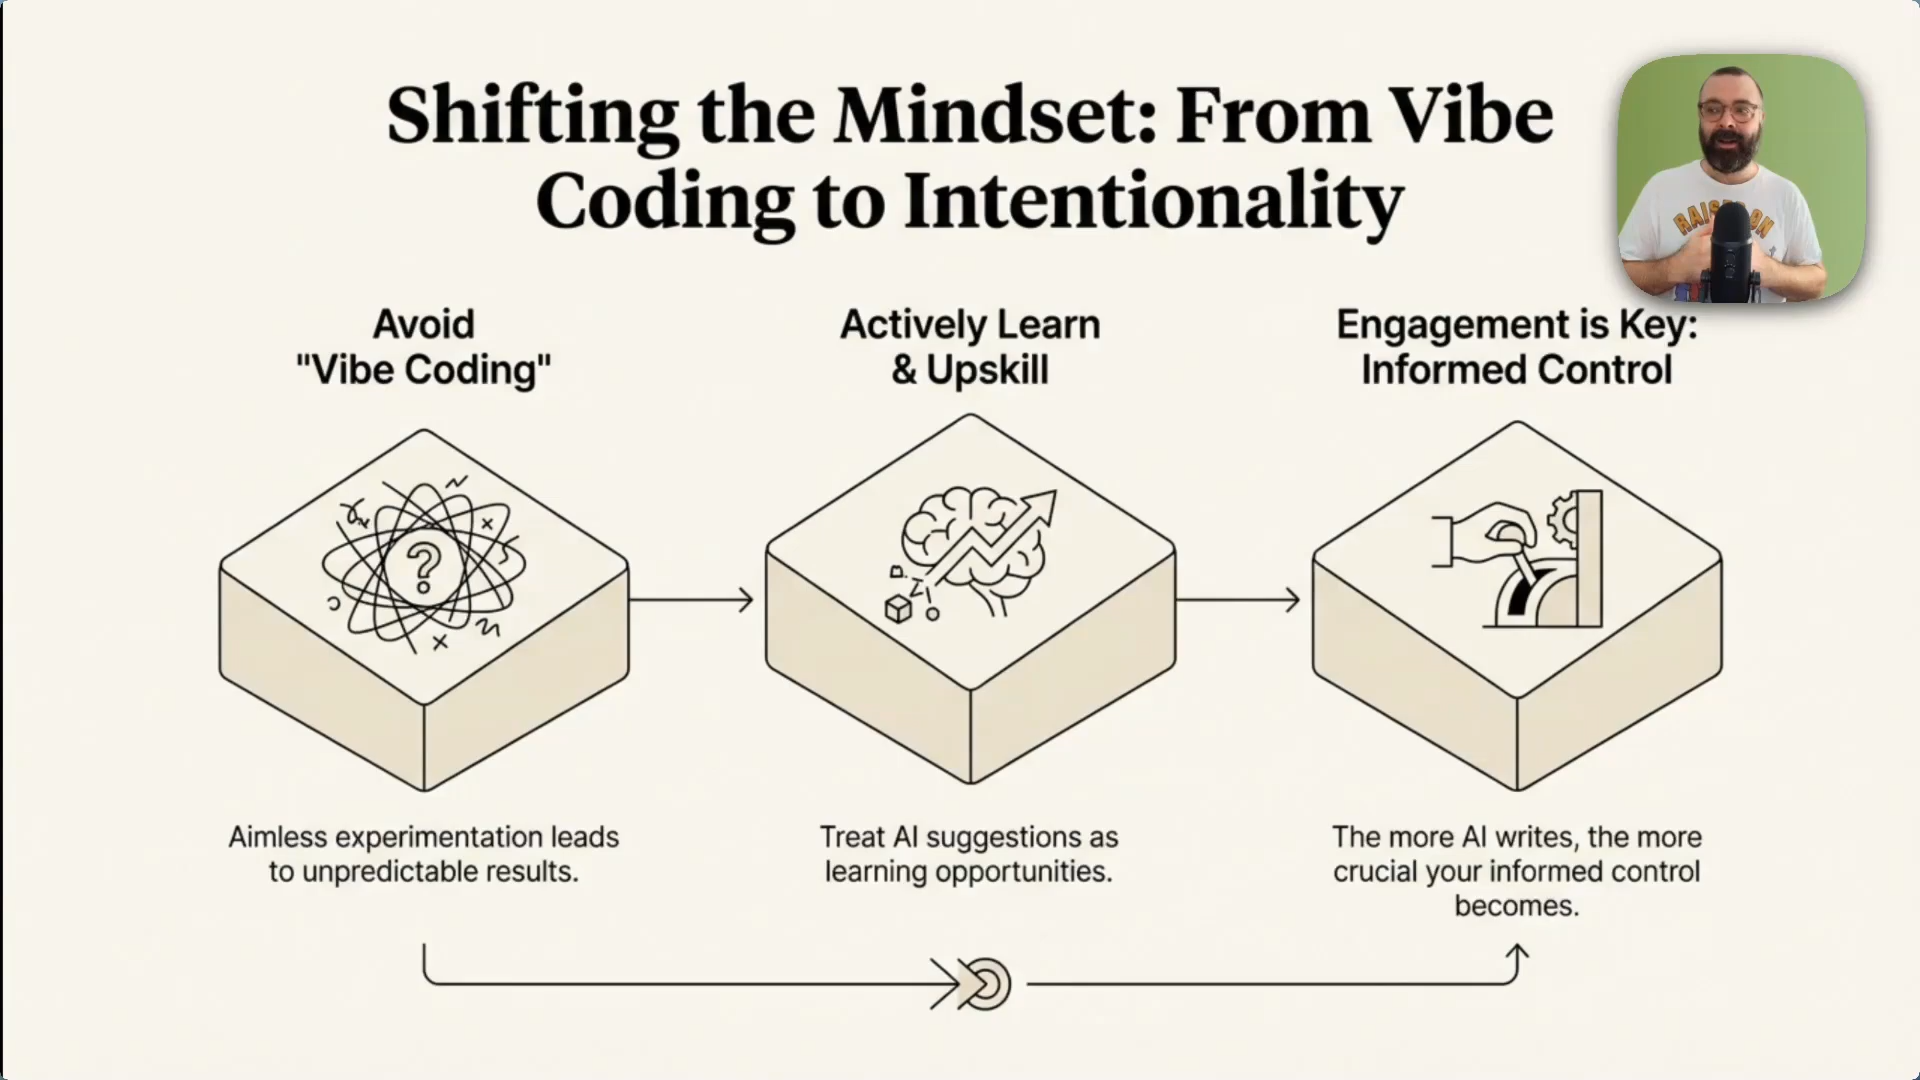 Shifting the Mindset: From Vibe
Coding to Intentionality
Avoid
"Vibe Coding"
Actively Learn
& Upskill
Engagement is Key:
Informed Control
?
Aimless experimentation leads
to unpredictable results.
Treat AI suggestions as
learning opportunities.
The more AI writes, the more
crucial your informed control
becomes.